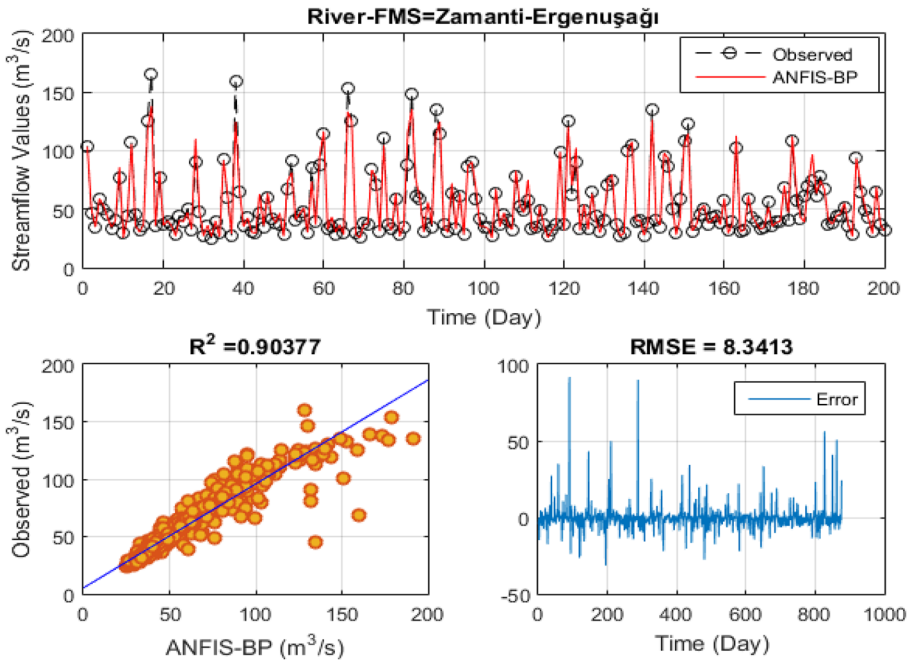 River-FMS=Zamanti-Ergenuşağı
Streamflow Values (m³/s)
200
150
100
50
0
Observed
ANFIS-BP
0 20 40 60 80 100 120 140 160 180 200
Time (Day)
R² =0.90377
Observed (m³/s)
200
150
100
50
0
0 50 100 150 200
ANFIS-BP (m³/s)
RMSE = 8.3413
100
50
0
-50
Error
0 200 400 600 800 1000
Time (Day)